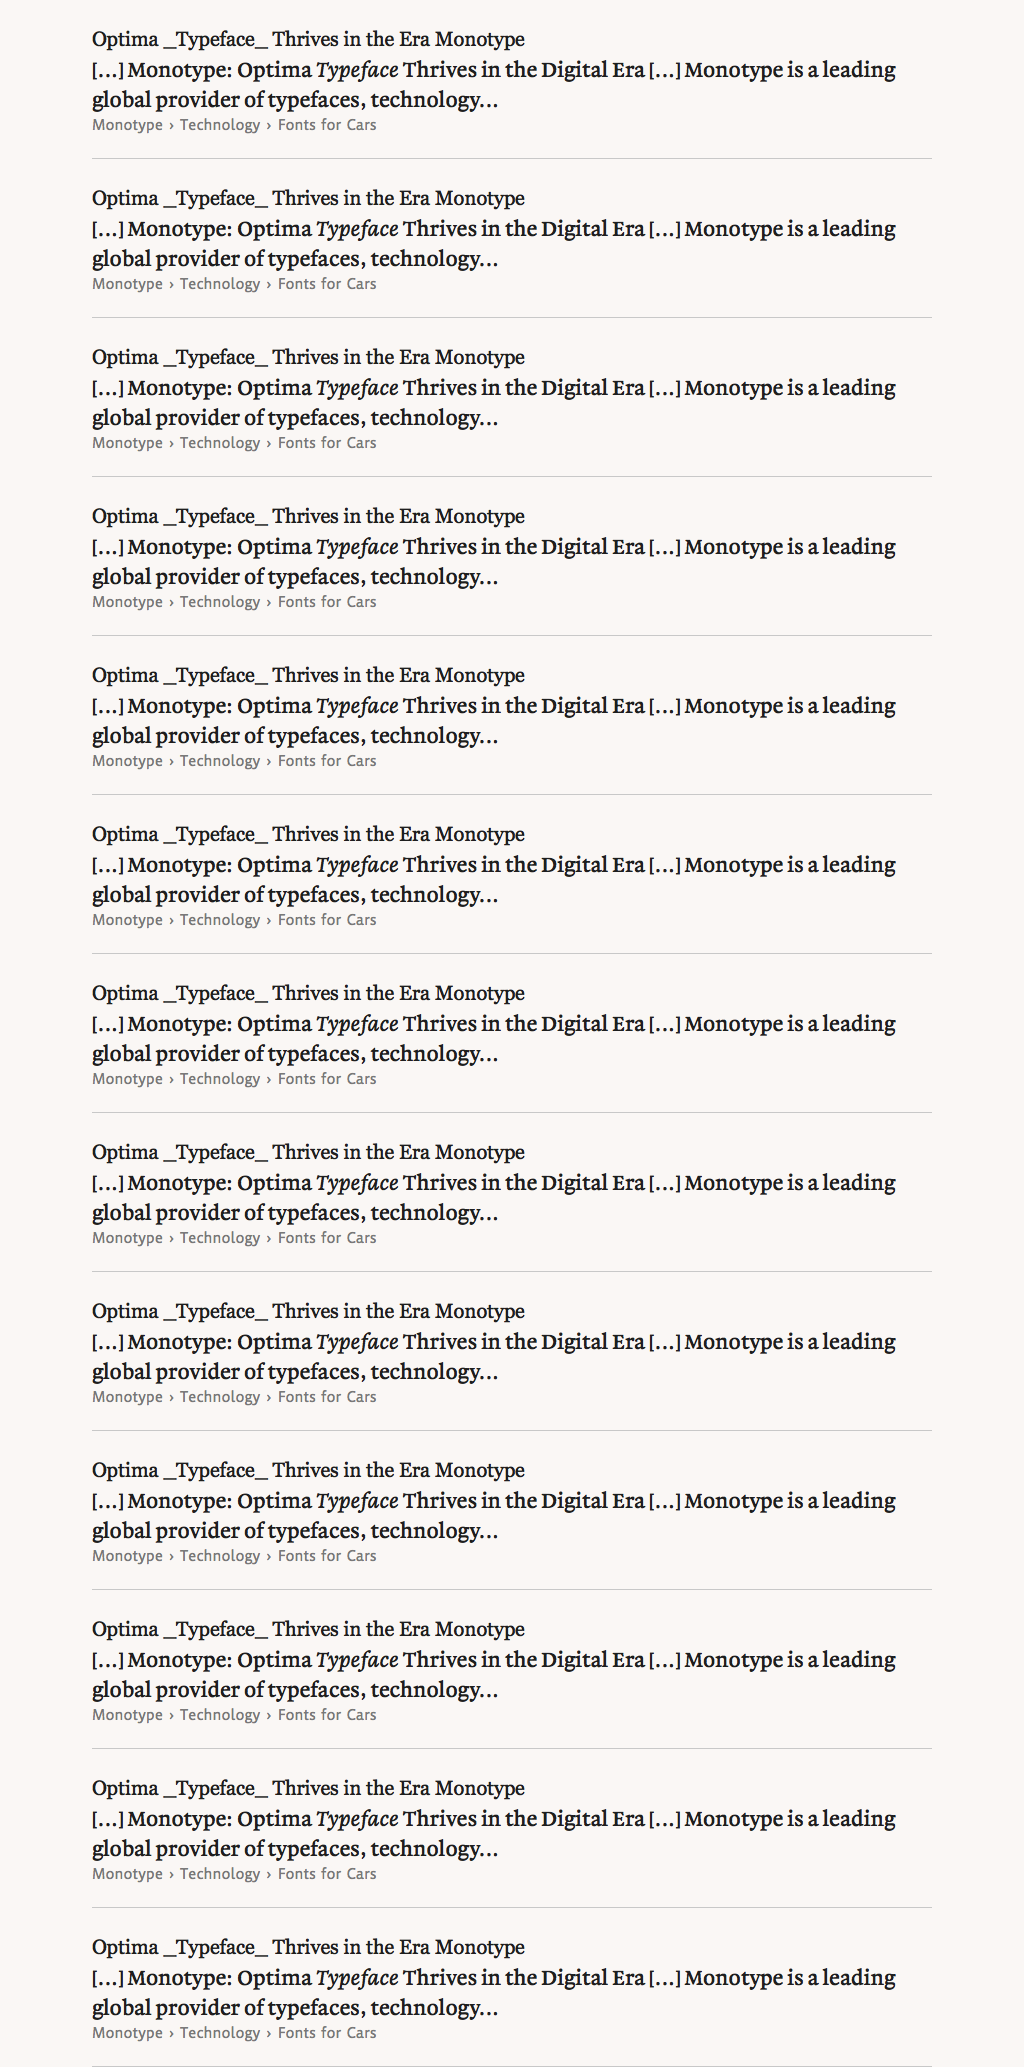 Optima _Typeface_ Thrives in the Era Monotype
[…] Monotype: Optima Typeface Thrives in the Digital Era […] Monotype is a leading
global provider of typefaces, technology…
Monotype › Technology › Fonts for Cars
Optima _Typeface_ Thrives in the Era Monotype
[…] Monotype: Optima Typeface Thrives in the Digital Era […] Monotype is a leading
global provider of typefaces, technology…
Monotype › Technology › Fonts for Cars
Optima _Typeface_ Thrives in the Era Monotype
[…] Monotype: Optima Typeface Thrives in the Digital Era […] Monotype is a leading
global provider of typefaces, technology…
Monotype › Technology › Fonts for Cars
Optima _Typeface_ Thrives in the Era Monotype
[…] Monotype: Optima Typeface Thrives in the Digital Era […] Monotype is a leading
global provider of typefaces, technology…
Monotype › Technology › Fonts for Cars
Optima _Typeface_ Thrives in the Era Monotype
[…] Monotype: Optima Typeface Thrives in the Digital Era […] Monotype is a leading
global provider of typefaces, technology…
Monotype › Technology › Fonts for Cars
Optima _Typeface_ Thrives in the Era Monotype
[…] Monotype: Optima Typeface Thrives in the Digital Era […] Monotype is a leading
global provider of typefaces, technology…
Monotype › Technology › Fonts for Cars
Optima _Typeface_ Thrives in the Era Monotype
[…] Monotype: Optima Typeface Thrives in the Digital Era […] Monotype is a leading
global provider of typefaces, technology…
Monotype › Technology › Fonts for Cars
Optima _Typeface_ Thrives in the Era Monotype
[…] Monotype: Optima Typeface Thrives in the Digital Era […] Monotype is a leading
global provider of typefaces, technology…
Monotype › Technology › Fonts for Cars
Optima _Typeface_ Thrives in the Era Monotype
[…] Monotype: Optima Typeface Thrives in the Digital Era […] Monotype is a leading
global provider of typefaces, technology…
Monotype › Technology › Fonts for Cars
Optima _Typeface_ Thrives in the Era Monotype
[…] Monotype: Optima Typeface Thrives in the Digital Era […] Monotype is a leading
global provider of typefaces, technology…
Monotype › Technology › Fonts for Cars
Optima _Typeface_ Thrives in the Era Monotype
[…] Monotype: Optima Typeface Thrives in the Digital Era […] Monotype is a leading
global provider of typefaces, technology…
Monotype › Technology › Fonts for Cars
Optima _Typeface_ Thrives in the Era Monotype
[…] Monotype: Optima Typeface Thrives in the Digital Era […] Monotype is a leading
global provider of typefaces, technology…
Monotype › Technology › Fonts for Cars
Optima _Typeface_ Thrives in the Era Monotype
[…] Monotype: Optima Typeface Thrives in the Digital Era […] Monotype is a leading
global provider of typefaces, technology…
Monotype › Technology › Fonts for Cars